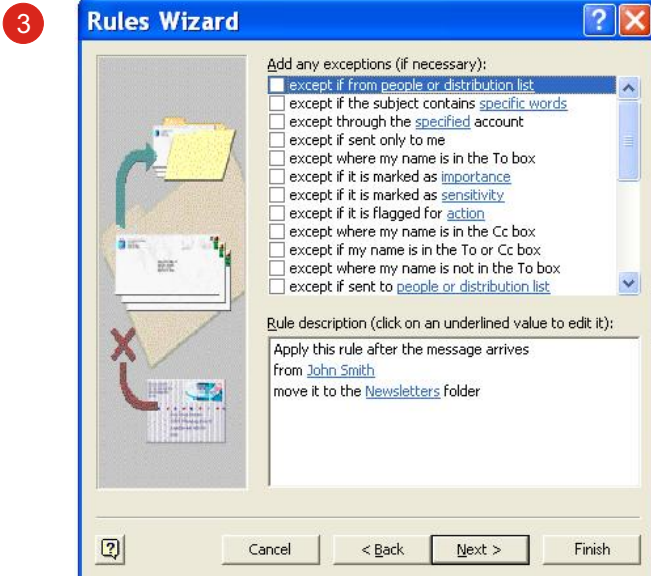 3
Rules Wizard
Add any exceptions (if necessary):
except if from people or distribution list
except if the subject contains specific words
except through the specified account
except if sent only to me
except where my name is in the To box
except if it is marked as importance
except if it is marked as sensitivity
except if it is flagged for action
except where my name is in the Cc box
except if my name is in the To or Cc box
except where my name is not in the To box
except if sent to people or distribution list
Rule description (click on an underlined value to edit it):
Apply this rule after the message arrives
from John Smith
move it to the Newsletters folder
Cancel
< Back
Next >
Finish